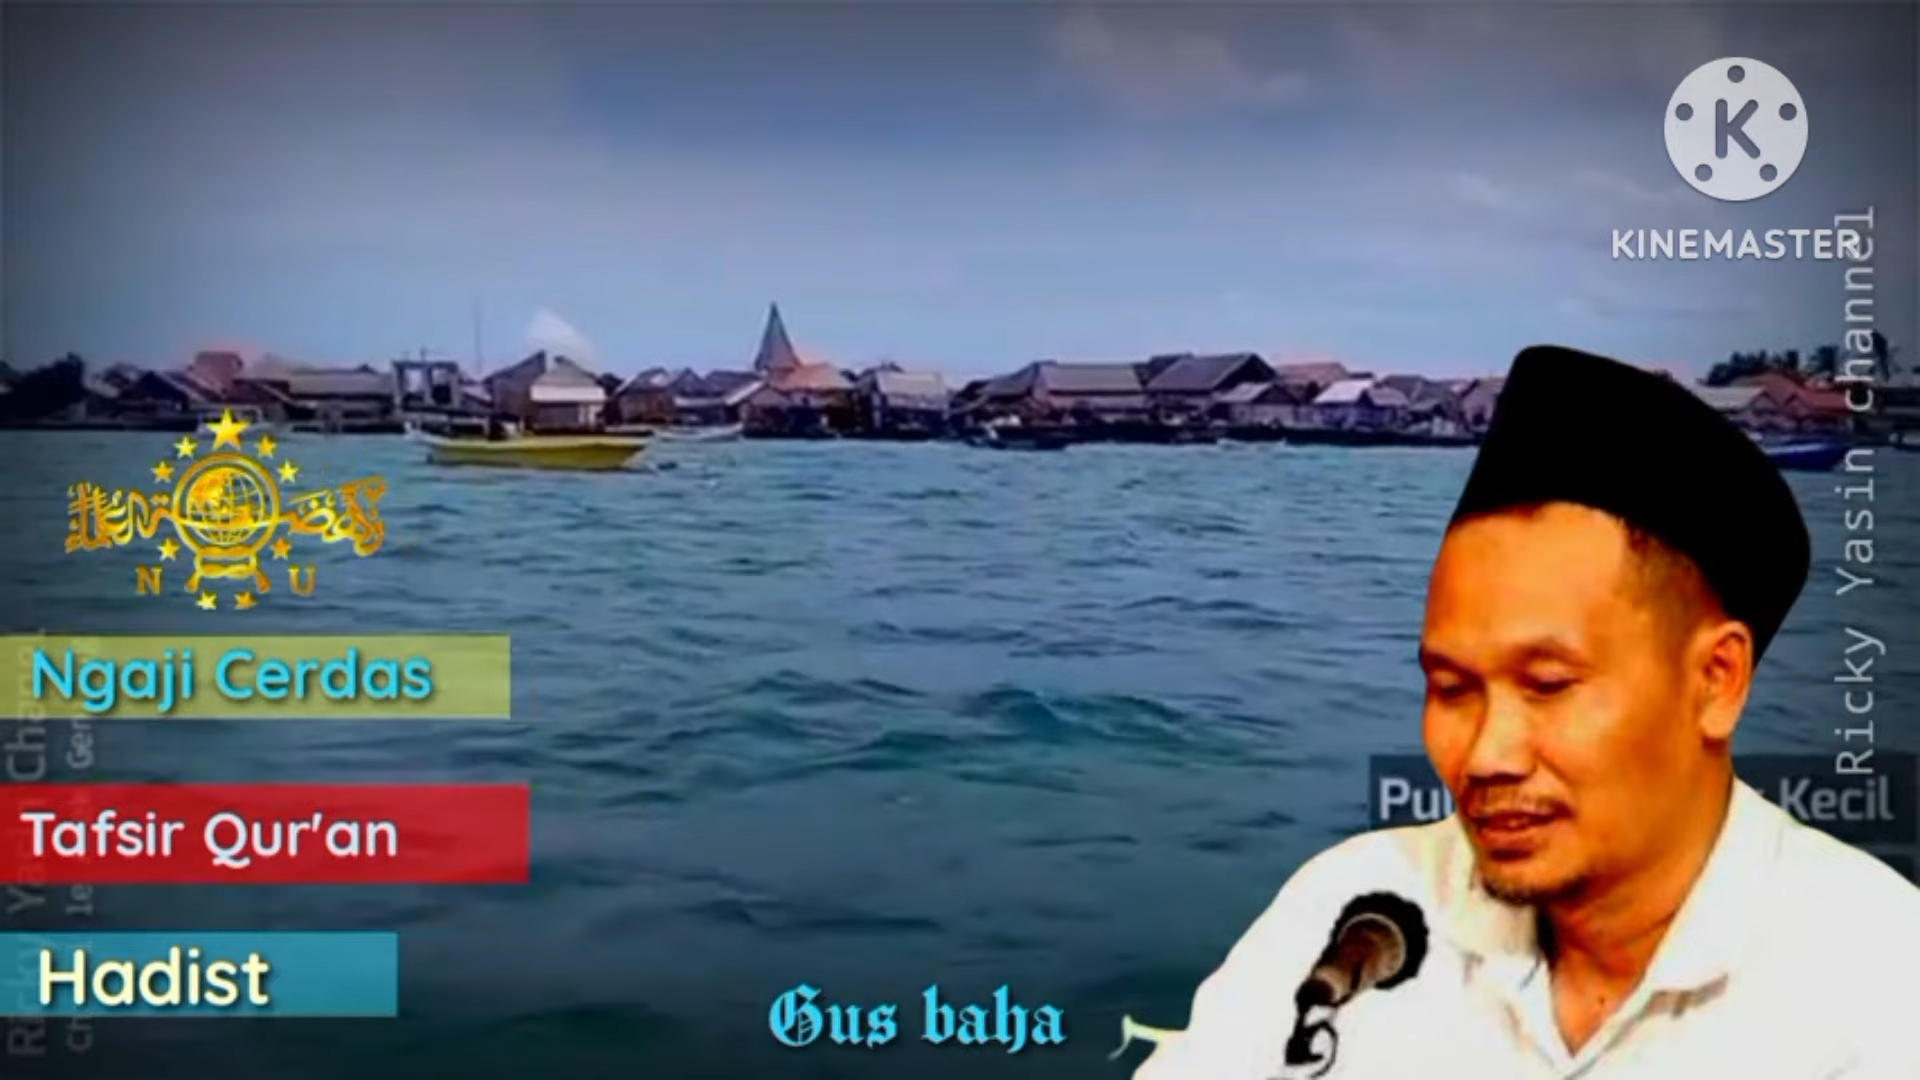 KINEMASTER
Ricky Yasin channel
N U
Ngaji Cerdas
Tafsir Qur'an
Hadist
Kecil
Gus baha